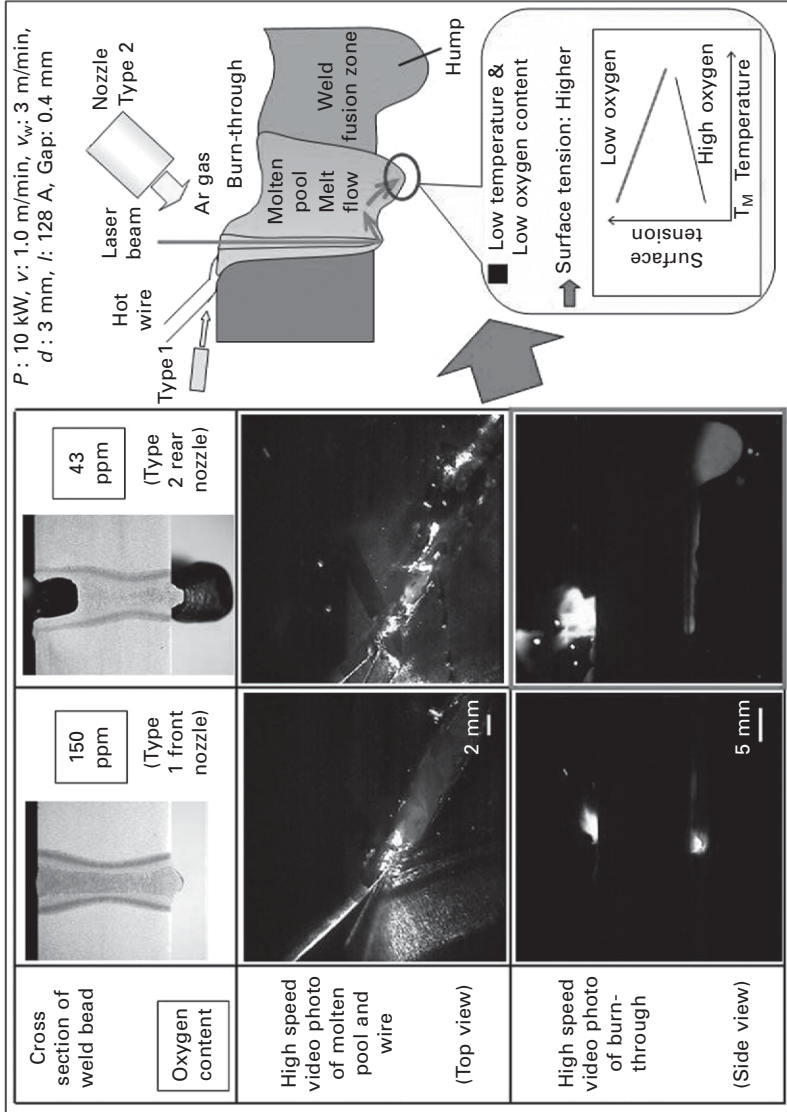 Cross
section of
weld bead
Oxygen
content
150
ppm
(Type
1 front
nozzle)
43
ppm
(Type
2 rear
nozzle)
High speed
video photo
of molten
pool and
wire
(Top view)
2 mm
High speed
video photo
of burn-
through
(Side view)
5 mm
P: 10 kW, v: 1.0 m/min, vw: 3 m/min,
d: 3 mm, I: 128 A, Gap: 0.4 mm
Type 1
Hot
wire
Laser
beam
Ar gas
Nozzle
Type 2
Burn-through
Molten
pool
Melt
flow
Weld
fusion zone
Hump
Low temperature &
Low oxygen content
Surface tension: Higher
Surface
tension
Low oxygen
High oxygen
TM Temperature